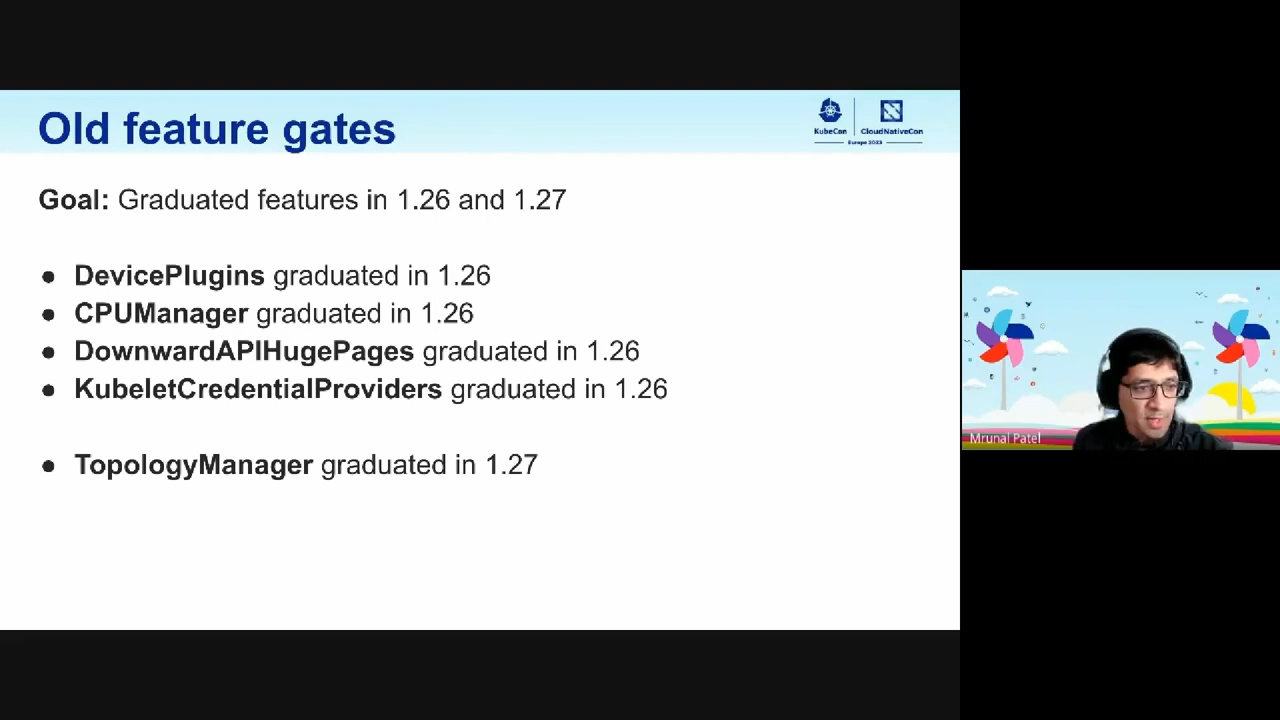 Old feature gates
KubeCon
CloudNativeCon
Europe 2023
Goal: Graduated features in 1.26 and 1.27
● DevicePlugins graduated in 1.26
● CPUManager graduated in 1.26
● DownwardAPIHugePages graduated in 1.26
● KubeletCredentialProviders graduated in 1.26
● TopologyManager graduated in 1.27
Mrunal Patel